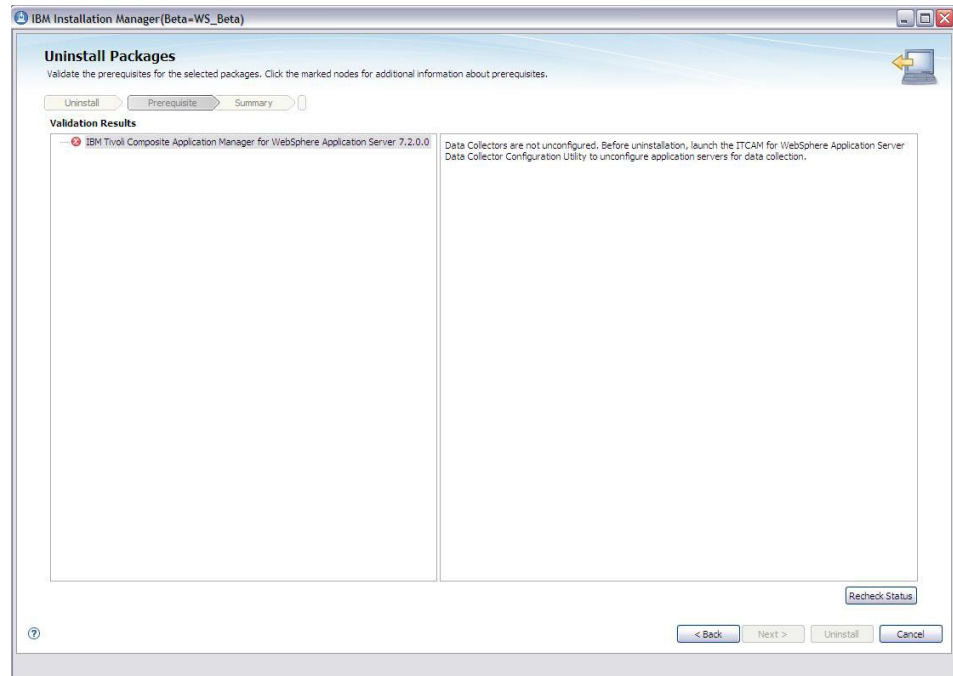 IBM Installation Manager(Beta=WS_Beta)
Uninstall Packages
Validate the prerequisites for the selected packages. Click the marked nodes for additional information about prerequisites.
Uninstall Prerequisite Summary
Validation Results
IBM Tivoli Composite Application Manager for WebSphere Application Server 7.2.0.0
Data Collectors are not unconfigured. Before uninstallation, launch the ITCAM for WebSphere Application Server
Data Collector Configuration Utility to unconfigure application servers for data collection.
Recheck Status
? < Back Next > Uninstall Cancel